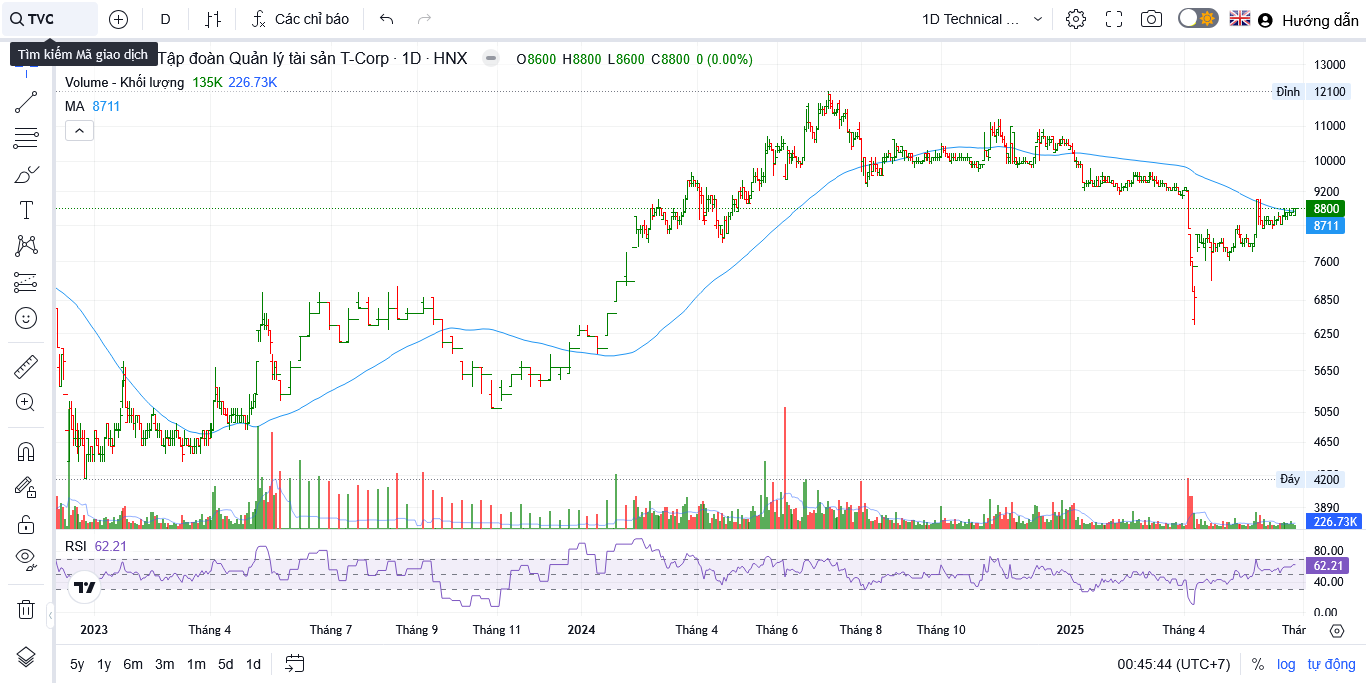 TVC
D
Các chỉ báo
1D Technical ...
Hướng dẫn
Tìm kiếm Mã giao dịch
Tập đoàn Quản lý tài sản T-Corp · 1D · HNX
O8600 H8800 L8600 C8800 0 (0.00%)
Volume - Khối lượng 135K 226.73K
MA 8711
13000
Đỉnh 12100
11000
10000
9200
8800
8711
7600
6850
6250
5650
5050
4650
Đáy 4200
3890
226.73K
RSI 62.21
80.00
62.21
40.00
0.00
2023 Tháng 4 Tháng 7 Tháng 9 Tháng 11 2024 Tháng 4 Tháng 6 Tháng 8 Tháng 10 2025 Tháng 4 Thár
5y 1y 6m 3m 1m 5d 1d
00:45:44 (UTC+7) % log tự động